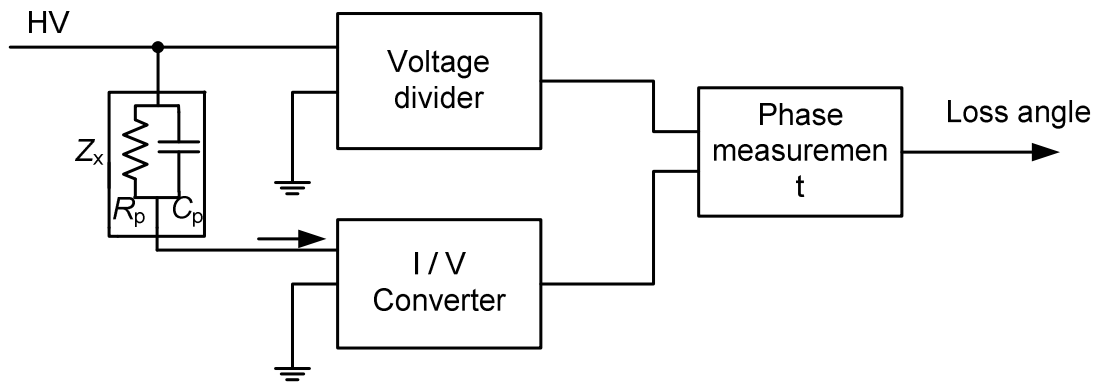 HV
Voltage
divider
Zx
Rp
Cp
I / V
Converter
Phase
measuremen
t
Loss angle